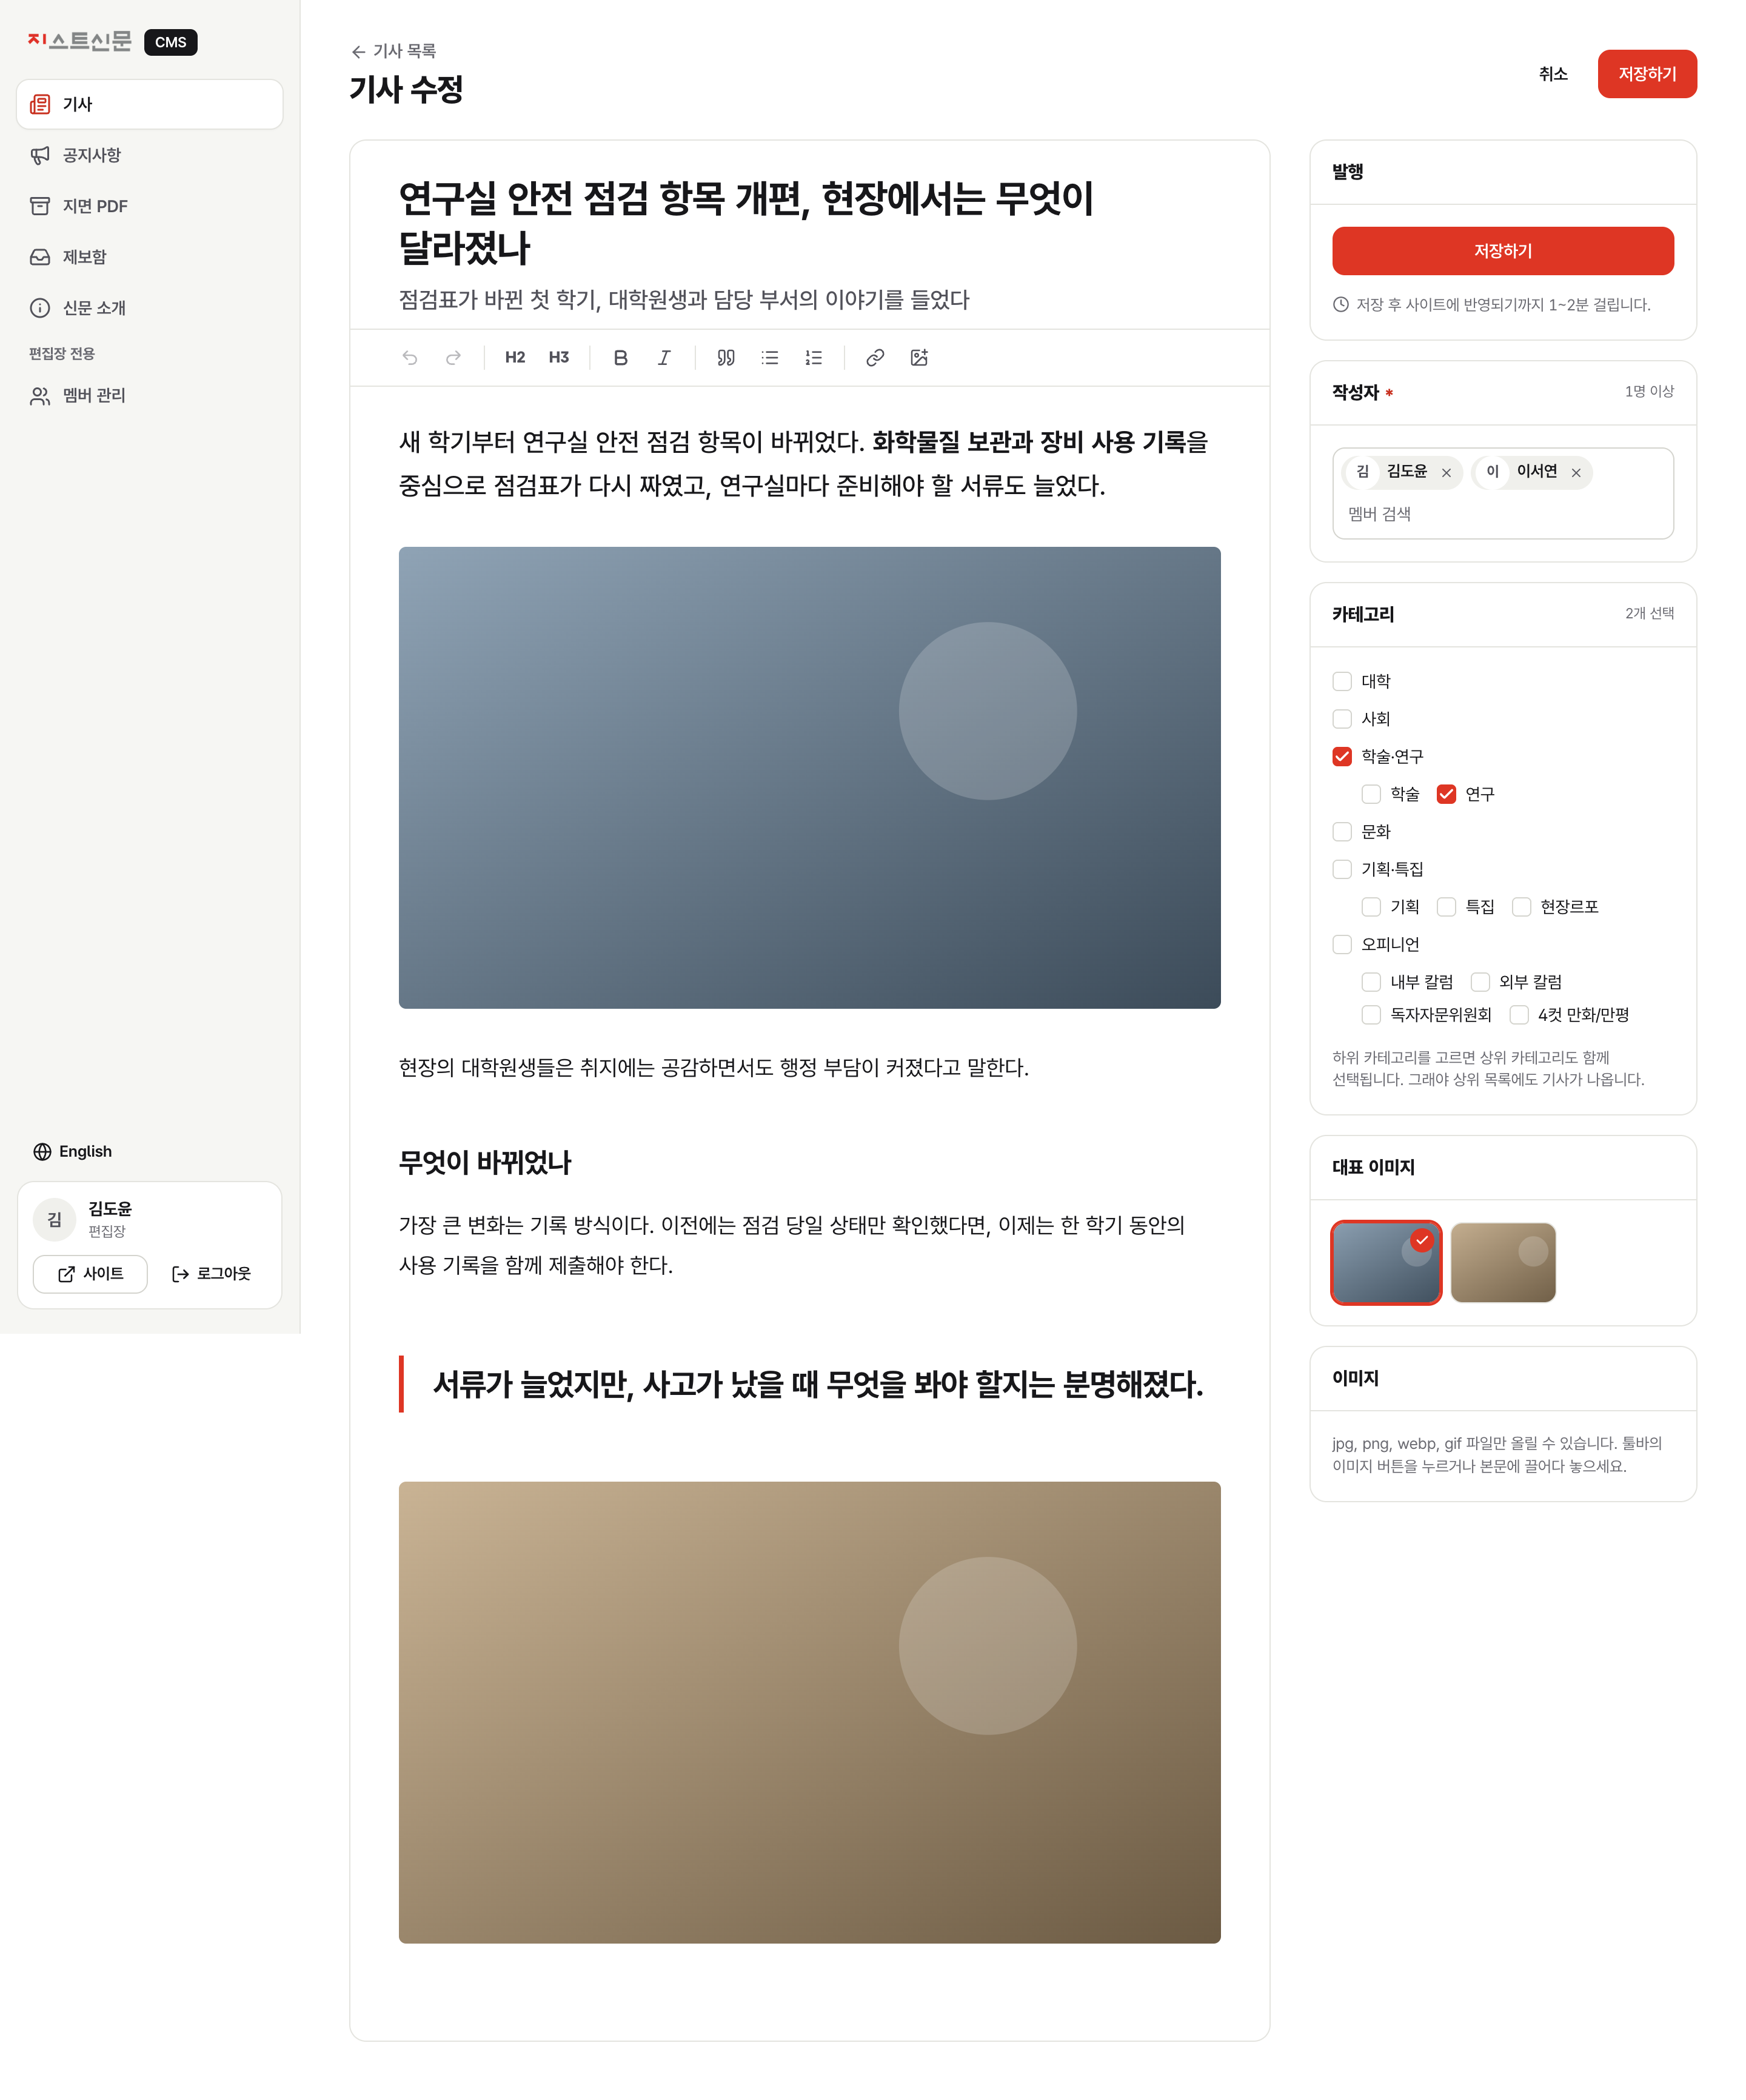 지스트신문 CMS
기사
공지사항
지면 PDF
제보함
신문 소개
편집장 전용
멤버 관리
English
김
김도윤
편집장
사이트
로그아웃
기사 목록
기사 수정
취소
저장하기
연구실 안전 점검 항목 개편, 현장에서는 무엇이
달라졌나
점검표가 바뀐 첫 학기, 대학원생과 담당 부서의 이야기를 들었다
H2 H3 B I
새 학기부터 연구실 안전 점검 항목이 바뀌었다. 화학물질 보관과 장비 사용 기록을
중심으로 점검표가 다시 짜였고, 연구실마다 준비해야 할 서류도 늘었다.
현장의 대학원생들은 취지에는 공감하면서도 행정 부담이 커졌다고 말한다.
무엇이 바뀌었나
가장 큰 변화는 기록 방식이다. 이전에는 점검 당일 상태만 확인했다면, 이제는 한 학기 동안의
사용 기록을 함께 제출해야 한다.
서류가 늘었지만, 사고가 났을 때 무엇을 봐야 할지는 분명해졌다.
발행
저장하기
저장 후 사이트에 반영되기까지 1~2분 걸립니다.
작성자 * 1명 이상
김 김도윤 이 이서연
멤버 검색
카테고리 2개 선택
대학
사회
학술·연구
학술 연구
문화
기획·특집
기획 특집 현장르포
오피니언
내부 칼럼 외부 칼럼
독자자문위원회 4컷 만화/만평
하위 카테고리를 고르면 상위 카테고리도 함께
선택됩니다. 그래야 상위 목록에도 기사가 나옵니다.
대표 이미지
이미지
jpg, png, webp, gif 파일만 올릴 수 있습니다. 툴바의
이미지 버튼을 누르거나 본문에 끌어다 놓으세요.